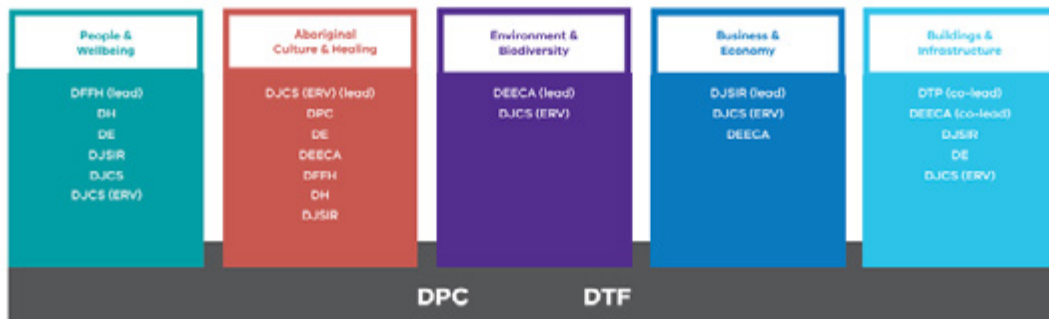 People &
Wellbeing
DFFH (lead)
DH
DE
DJSIR
DJCS
DJCS (ERV)
Aboriginal
Culture & Healing
DJCS (ERV) (lead)
DPC
DE
DEECA
DFFH
DH
DJSIR
Environment &
Biodiversity
DEECA (lead)
DJCS (ERV)
Business &
Economy
DJSIR (lead)
DJCS (ERV)
DEECA
Buildings &
Infrastructure
DTP (co-lead)
DEECA (co-lead)
DJSIR
DE
DJCS (ERV)
DPC
DTF